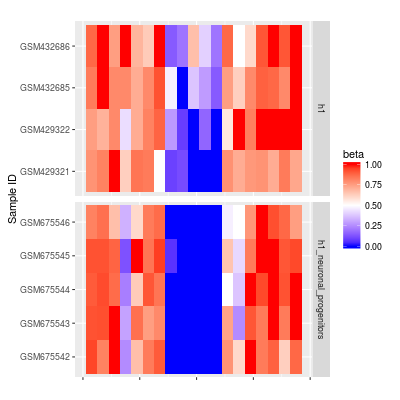 GSM432686
GSM432685
GSM429322
GSM429321
h1
GSM675546
GSM675545
GSM675544
GSM675543
GSM675542
h1_neuronal_progenitors
Sample ID
beta
1.00
0.75
0.50
0.25
0.00